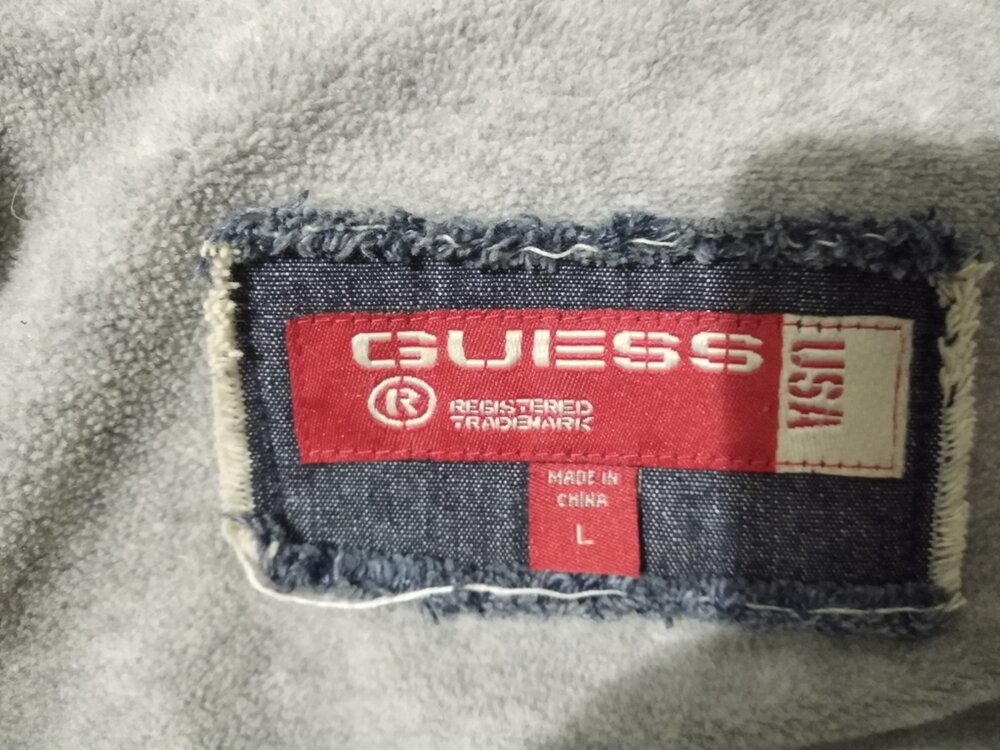 GUESS
USA
®
REGISTERED
TRADEMARK
MADE IN
CHINA
L